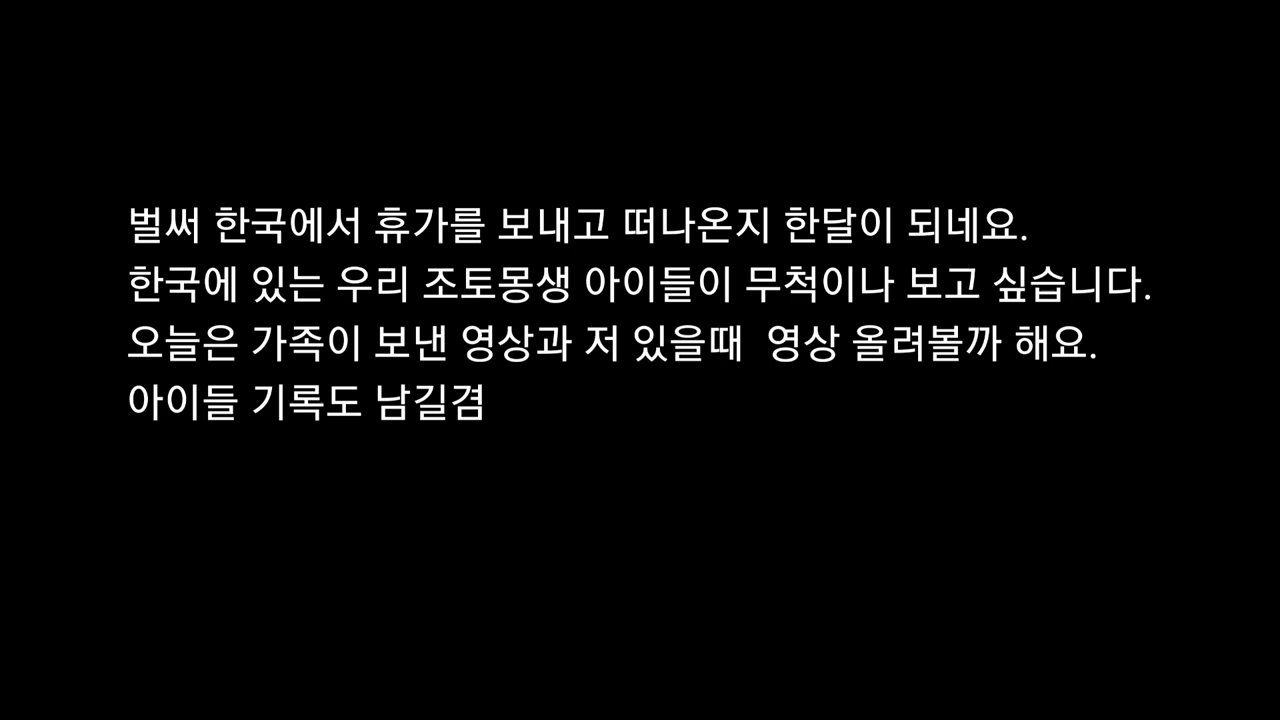 벌써 한국에서 휴가를 보내고 떠나온지 한달이 되네요.
한국에 있는 우리 조토몽생 아이들이 무척이나 보고 싶습니다.
오늘은 가족이 보낸 영상과 저 있을때  영상 올려볼까 해요.
아이들 기록도 남길겸